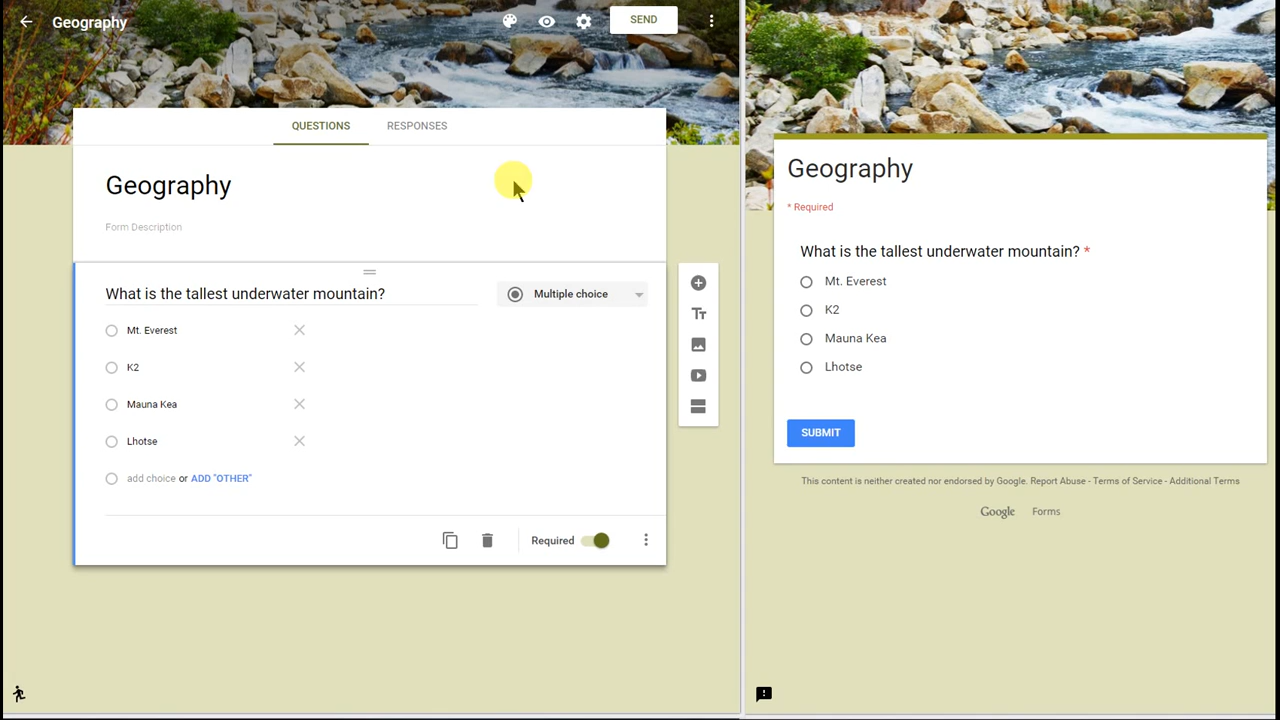 Geography
SEND
QUESTIONS RESPONSES
Geography
Form Description
What is the tallest underwater mountain?
Multiple choice
Mt. Everest
K2
Mauna Kea
Lhotse
add choice or ADD "OTHER"
Required
Geography
* Required
What is the tallest underwater mountain? *
Mt. Everest
K2
Mauna Kea
Lhotse
SUBMIT
This content is neither created nor endorsed by Google. Report Abuse - Terms of Service - Additional Terms
Google Forms